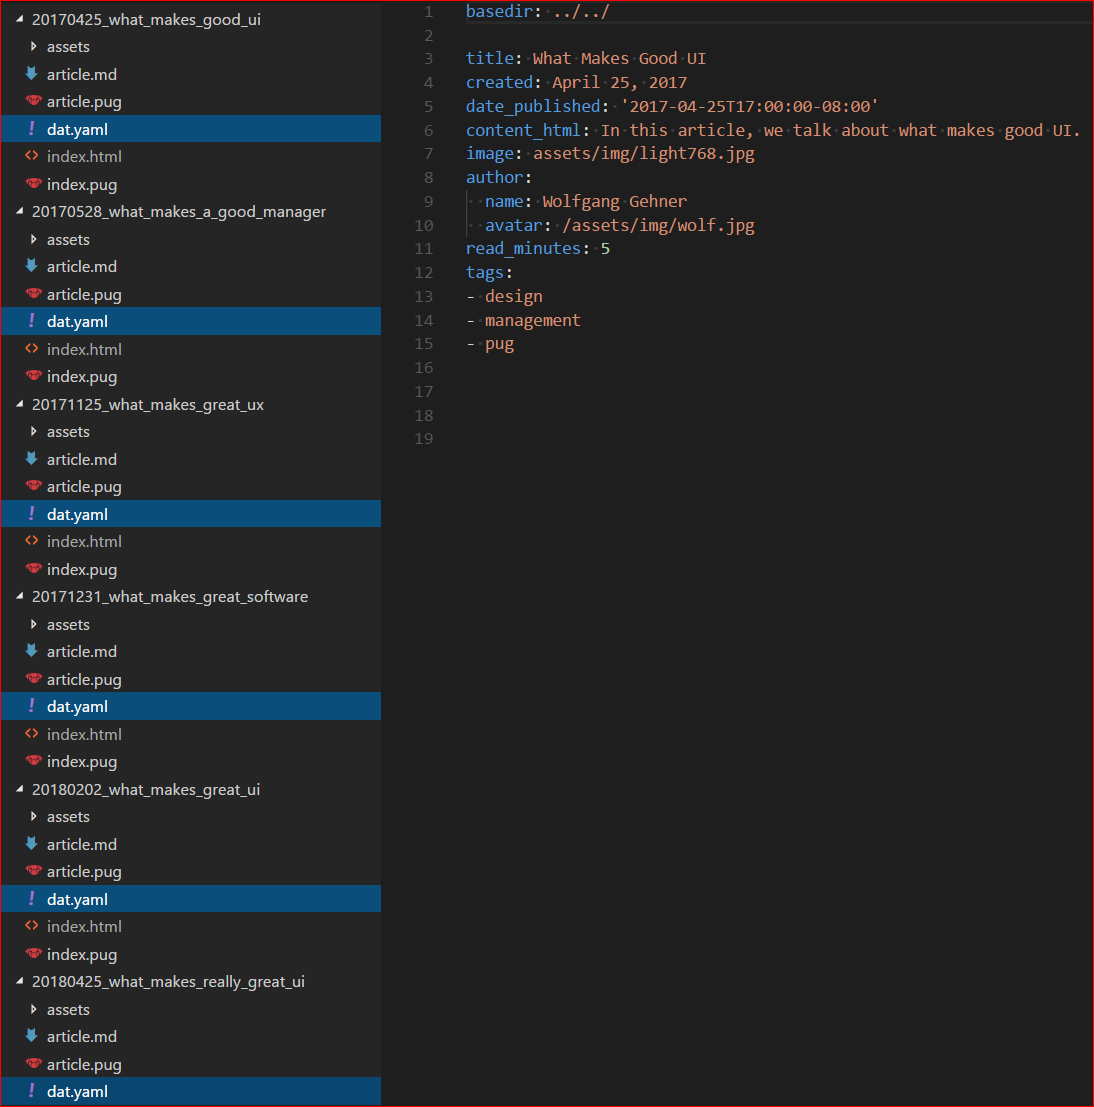 20170425_what_makes_good_ui
assets
article.md
article.pug
! dat.yaml
<> index.html
index.pug
20170528_what_makes_a_good_manager
assets
article.md
article.pug
! dat.yaml
<> index.html
index.pug
20171125_what_makes_great_ux
assets
article.md
article.pug
! dat.yaml
<> index.html
index.pug
20171231_what_makes_great_software
assets
article.md
article.pug
! dat.yaml
<> index.html
index.pug
20180202_what_makes_great_ui
assets
article.md
article.pug
! dat.yaml
<> index.html
index.pug
20180425_what_makes_really_great_ui
assets
article.md
article.pug
! dat.yaml
1 basedir: ../../
2
3 title: What Makes Good UI
4 created: April 25, 2017
5 date_published: '2017-04-25T17:00:00-08:00'
6 content_html: In this article, we talk about what makes good UI.
7 image: assets/img/light768.jpg
8 author:
9   name: Wolfgang Gehner
10   avatar: /assets/img/wolf.jpg
11 read_minutes: 5
12 tags:
13 - design
14 - management
15 - pug
16
17
18
19